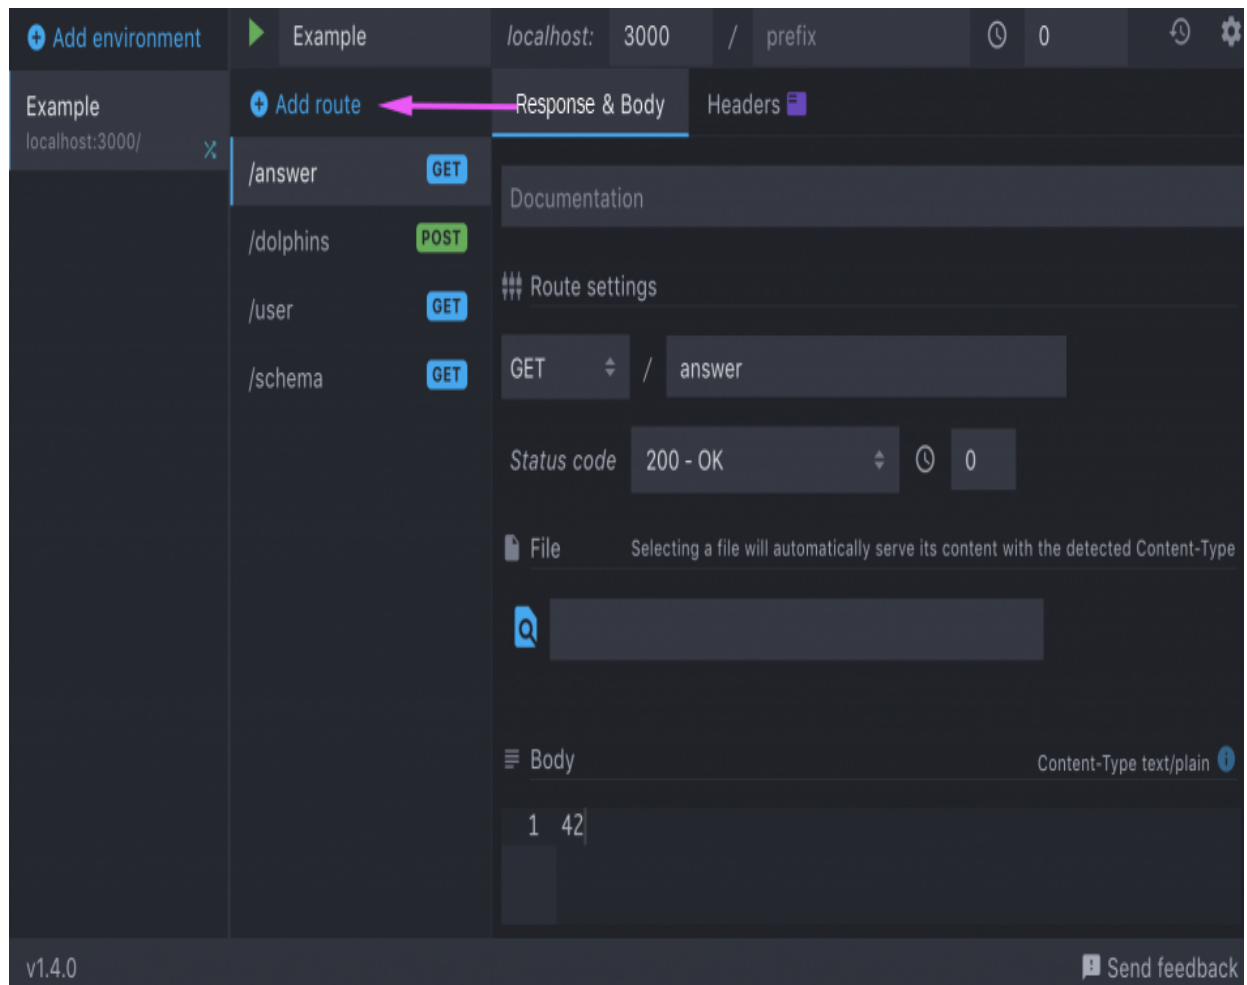 Add environment
Example
localhost: 3000 / prefix
0
Example
localhost:3000/
Add route
Response & Body
Headers
/answer GET
/dolphins POST
/user GET
/schema GET
Documentation
Route settings
GET / answer
Status code 200 - OK 0
File
Selecting a file will automatically serve its content with the detected Content-Type
Body
Content-Type text/plain
1 42
v1.4.0
Send feedback